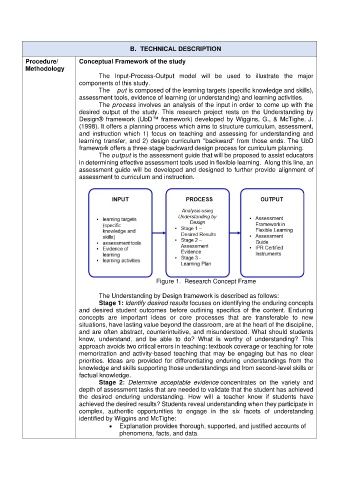 B. TECHNICAL DESCRIPTION
Procedure/
Methodology
Conceptual Framework of the study
The Input-Process-Output model will be used to illustrate the major
components of this study.
The put is composed of the learning targets (specific knowledge and skills),
assessment tools, evidence of learning (or understanding) and learning activities.
The process involves an analysis of the input in order to come up with the
desired output of the study. This research project rests on the Understanding by
Design® framework (UbD™ framework) developed by Wiggins, G., & McTighe, J.
(1998). It offers a planning process which aims to structure curriculum, assessment,
and instruction which 1) focus on teaching and assessing for understanding and
learning transfer, and 2) design curriculum "backward" from those ends. The UbD
framework offers a three-stage backward design process for curriculum planning.
The output is the assessment guide that will be proposed to assist educators
in determining effective assessment tools used in flexible learning. Along this line, an
assessment guide will be developed and designed to further provide alignment of
assessment to curriculum and instruction.
INPUT
• learning targets
(specific
knowledge and
skills)
• assessment tools
• Evidence of
learning
• learning activities
PROCESS
Analysis using
Understanding by
Design
• Stage 1 –
Desired Results
• Stage 2 –
Assessment
Evidence
• Stage 3 -
Learning Plan
OUTPUT
• Assessment
Framework in
Flexible Learning
• Assessment
Guide
• IPR Certified
Instruments
Figure 1. Research Concept Frame
The Understanding by Design framework is described as follows:
Stage 1: Identify desired results focuses on identifying the enduring concepts
and desired student outcomes before outlining specifics of the content. Enduring
concepts are important ideas or core processes that are transferable to new
situations, have lasting value beyond the classroom, are at the heart of the discipline,
and are often abstract, counterintuitive, and misunderstood. What should students
know, understand, and be able to do? What is worthy of understanding? This
approach avoids two critical errors in teaching: textbook coverage or teaching for rote
memorization and activity-based teaching that may be engaging but has no clear
priorities. Ideas are provided for differentiating enduring understandings from the
knowledge and skills supporting those understandings and from second-level skills or
factual knowledge.
Stage 2: Determine acceptable evidence concentrates on the variety and
depth of assessment tasks that are needed to validate that the student has achieved
the desired enduring understanding. How will a teacher know if students have
achieved the desired results? Students reveal understanding when they participate in
complex, authentic opportunities to engage in the six facets of understanding
identified by Wiggins and McTighe:
• Explanation provides thorough, supported, and justified accounts of
phenomena, facts, and data.